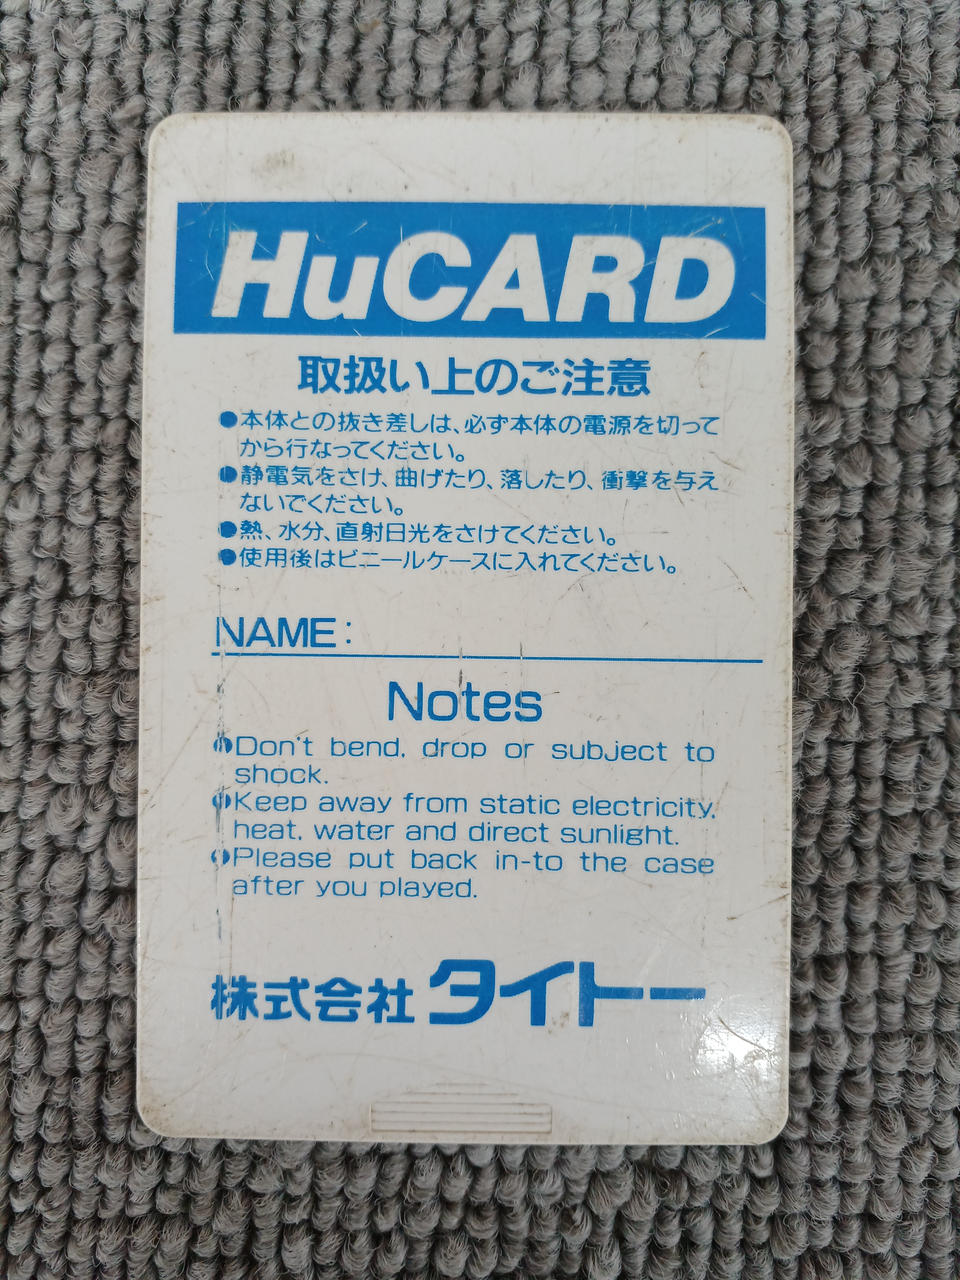 HuCARD
取扱い上のご注意
●本体との抜き差しは、必ず本体の電源を切って
から行なってください。
●静電気をさけ、曲げたり、落したり、衝撃を与え
ないでください。
●熱、水分、直射日光をさけてください。
●使用後はビニールケースに入れてください。
NAME:
Notes
●Don't bend, drop or subject to
shock.
●Keep away from static electricity,
heat, water and direct sunlight.
●Please put back in-to the case
after you played.
株式会社タイトー